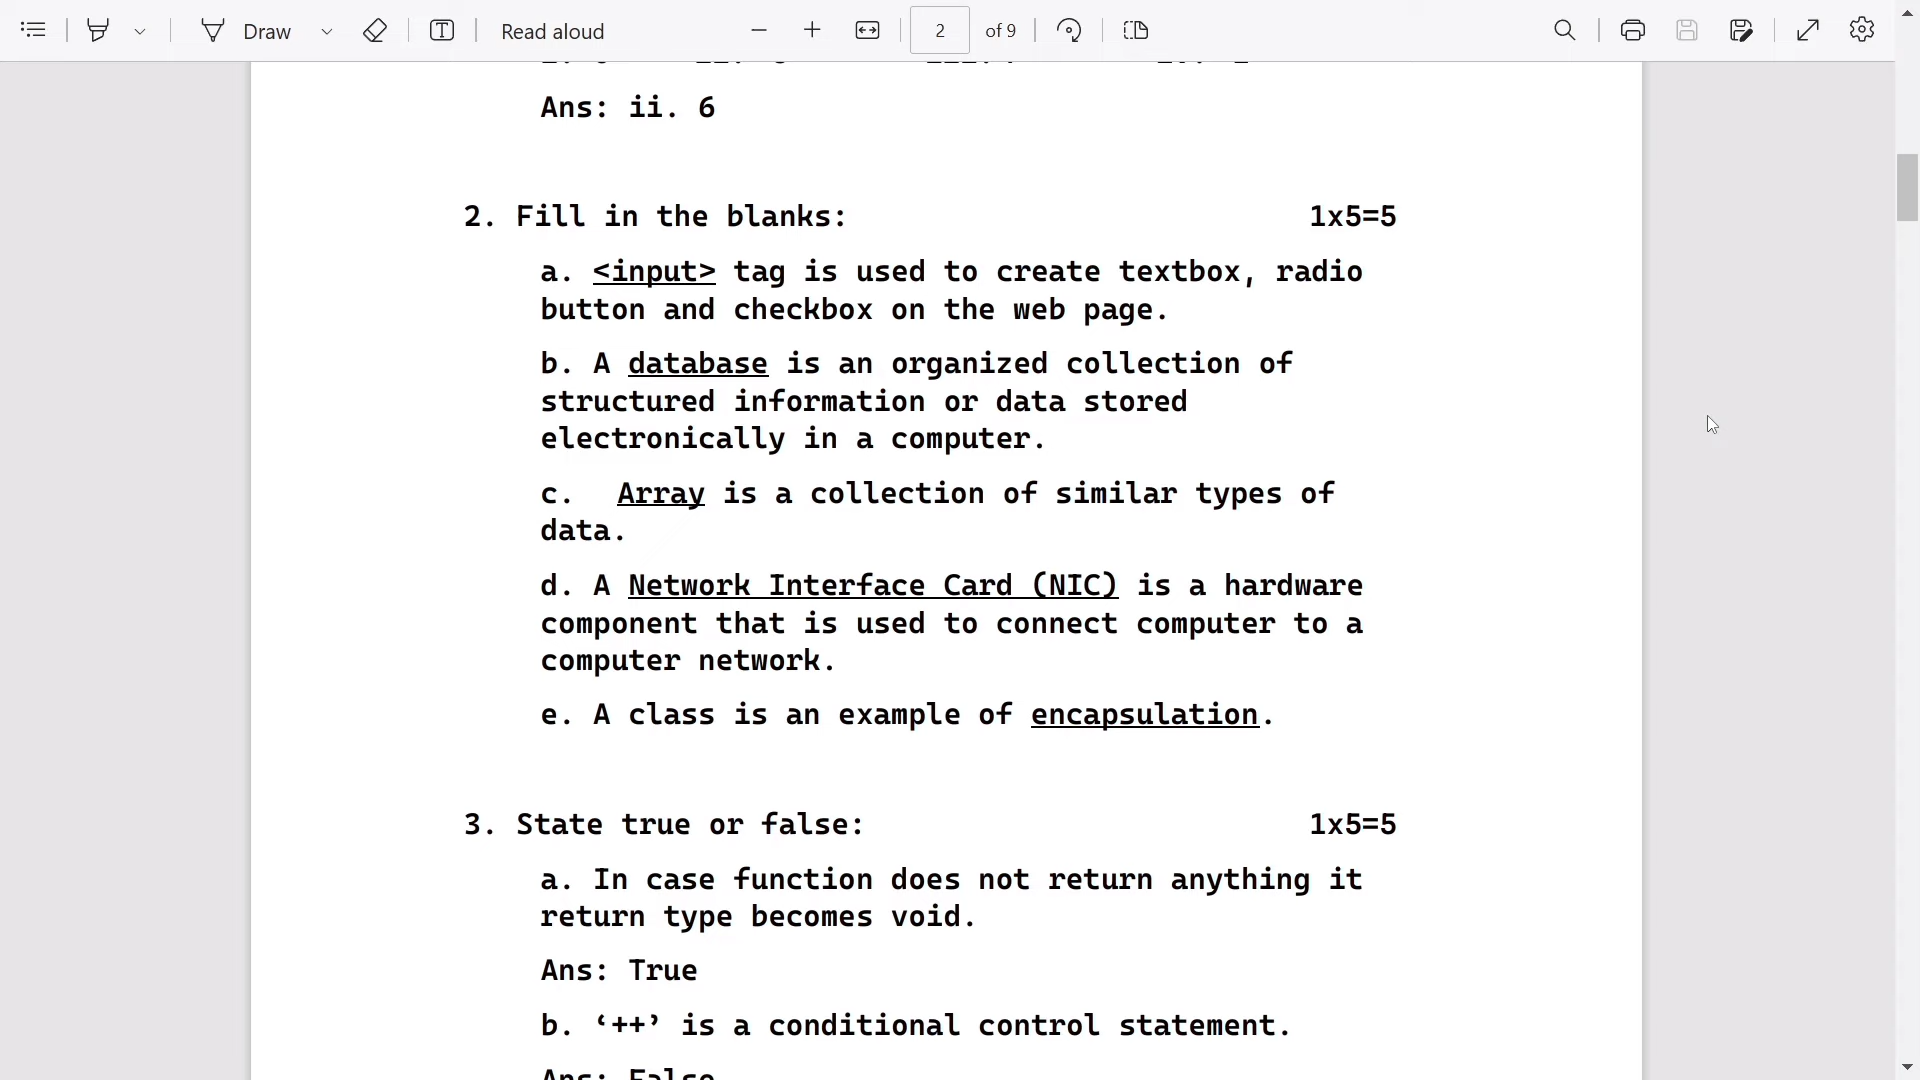 Draw Read aloud 2 of 9
Ans: ii. 6
2. Fill in the blanks: 1x5=5
a. <input> tag is used to create textbox, radio
button and checkbox on the web page.
b. A database is an organized collection of
structured information or data stored
electronically in a computer.
c. Array is a collection of similar types of
data.
d. A Network Interface Card (NIC) is a hardware
component that is used to connect computer to a
computer network.
e. A class is an example of encapsulation.
3. State true or false: 1x5=5
a. In case function does not return anything it
return type becomes void.
Ans: True
b. ‘++’ is a conditional control statement.
Ans: False